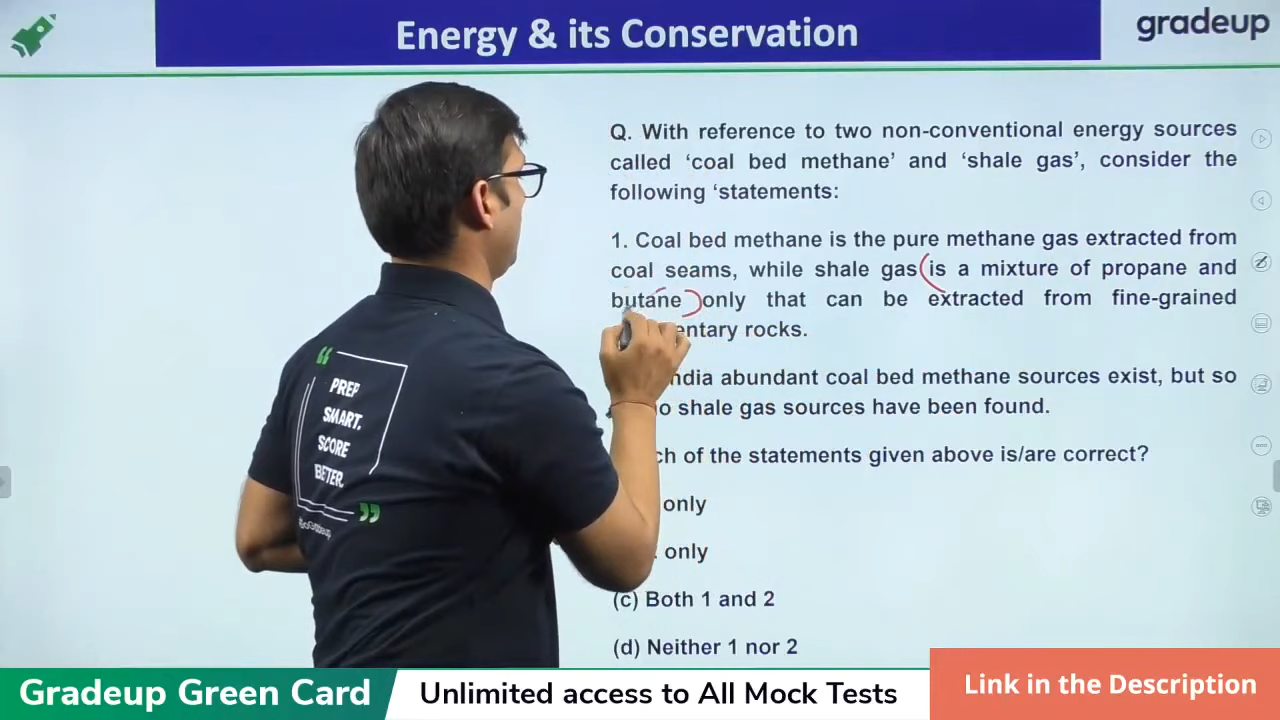 Energy & its Conservation
gradeup
Q. With reference to two non-conventional energy sources
called ‘coal bed methane’ and ‘shale gas’, consider the
following ‘statements:
1. Coal bed methane is the pure methane gas extracted from
coal seams, while shale gas is a mixture of propane and
butane only that can be extracted from fine-grained
entary rocks.
ndia abundant coal bed methane sources exist, but so
o shale gas sources have been found.
ch of the statements given above is/are correct?
only
only
(c) Both 1 and 2
(d) Neither 1 nor 2
“ PREP
SMART.
SCORE
BETER.
”
Gradeup Green Card
Unlimited access to All Mock Tests
Link in the Description